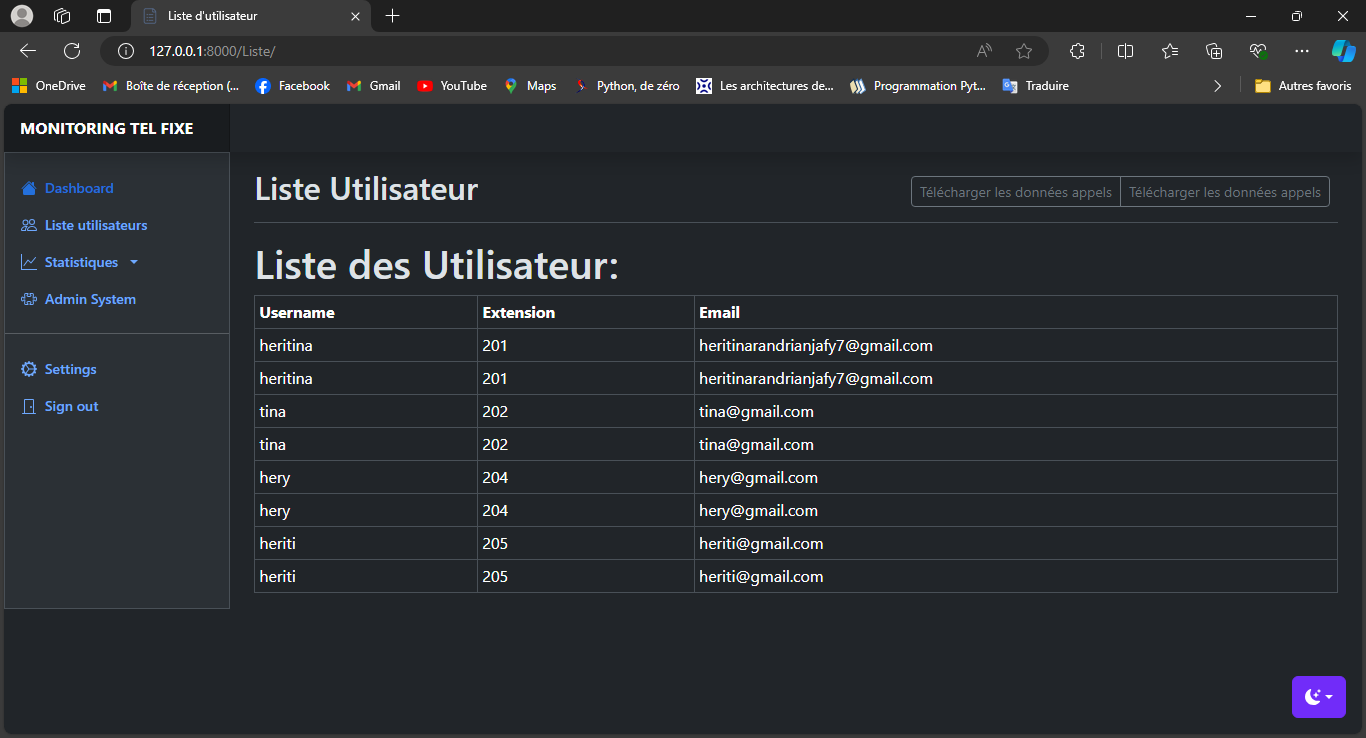 Liste d'utilisateur
127.0.0.1:8000/Liste/
OneDrive Boîte de réception (... Facebook Gmail YouTube Maps Python, de zéro Les architectures de... Programmation Pyt... Traduire Autres favoris
MONITORING TEL FIXE
Dashboard
Liste utilisateurs
Statistiques
Admin System
Settings
Sign out
Liste Utilisateur
Télécharger les données appels Télécharger les données appels
Liste des Utilisateur:
Username Extension Email
heritina 201 heritinarandrianjafy7@gmail.com
heritina 201 heritinarandrianjafy7@gmail.com
tina 202 tina@gmail.com
tina 202 tina@gmail.com
hery 204 hery@gmail.com
hery 204 hery@gmail.com
heriti 205 heriti@gmail.com
heriti 205 heriti@gmail.com